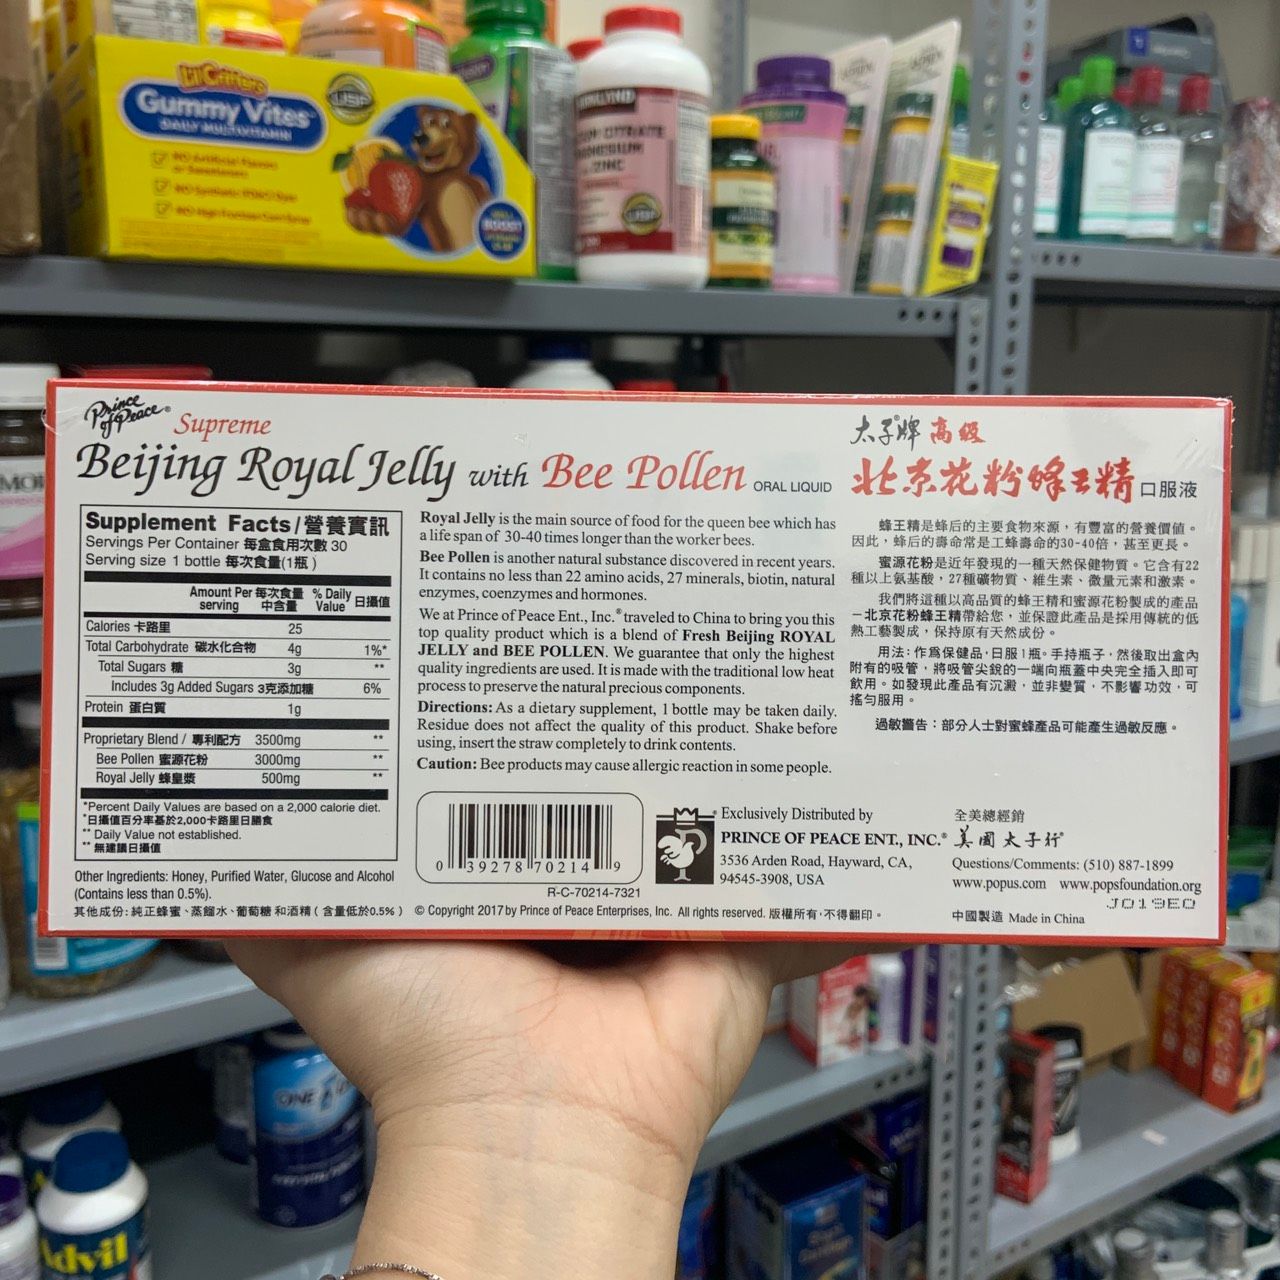 Lil Critters
Gummy Vites™
DAILY MULTIVITAMIN
USP
NO Artificial Flavors
or Sweeteners
NO Synthetic (FD&C) Dyes
NO High Fructose Corn Syrup
KIRKLAND
CITRATE
MAGNESIUM
ZINC
USP
Prince
of Peace®
Supreme
Beijing Royal Jelly with Bee Pollen ORAL LIQUID
太子牌 高級
北京花粉蜂王精 口服液
Supplement Facts/營養實訊
Servings Per Container 每盒食用次數 30
Serving size 1 bottle 每次食量(1瓶)
Amount Per 每次食量 % Daily 日攝值
serving 中含量 Value
Calories 卡路里 25
Total Carbohydrate 碳水化合物 4g 1%*
Total Sugars 糖 3g **
Includes 3g Added Sugars 3克添加糖 6%
Protein 蛋白質 1g
Proprietary Blend / 專利配方 3500mg **
Bee Pollen 蜜源花粉 3000mg **
Royal Jelly 蜂皇漿 500mg **
*Percent Daily Values are based on a 2,000 calorie diet.
*日攝值百分率基於2,000卡路里日膳食
** Daily Value not established.
** 無建議日攝值
Other Ingredients: Honey, Purified Water, Glucose and Alcohol
(Contains less than 0.5%).
其他成份: 純正蜂蜜、蒸餾水、葡萄糖 和酒精 ( 含量低於0.5% )
Royal Jelly is the main source of food for the queen bee which has
a life span of 30-40 times longer than the worker bees.
Bee Pollen is another natural substance discovered in recent years.
It contains no less than 22 amino acids, 27 minerals, biotin, natural
enzymes, coenzymes and hormones.
We at Prince of Peace Ent., Inc.® traveled to China to bring you this
top quality product which is a blend of Fresh Beijing ROYAL
JELLY and BEE POLLEN. We guarantee that only the highest
quality ingredients are used. It is made with the traditional low heat
process to preserve the natural precious components.
Directions: As a dietary supplement, 1 bottle may be taken daily.
Residue does not affect the quality of this product. Shake before
using, insert the straw completely to drink contents.
Caution: Bee products may cause allergic reaction in some people.
0 39278 70214 9
R-C-70214-7321
© Copyright 2017 by Prince of Peace Enterprises, Inc. All rights reserved. 版權所有,不得翻印。
蜂王精是蜂后的主要食物來源,有豐富的營養價值。
因此,蜂后的壽命常是工蜂壽命的30-40倍,甚至更長。
蜜源花粉是近年發現的一種天然保健物質。它含有22
種以上氨基酸,27種礦物質、維生素、微量元素和激素。
我們將這種以高品質的蜂王精和蜜源花粉製成的產品
—北京花粉蜂王精帶給您,並保證此產品是採用傳統的低
熱工藝製成,保持原有天然成份。
用法:作為保健品,日服1瓶。手持瓶子,然後取出盒內
附有的吸管,將吸管尖銳的一端向瓶蓋中央完全插入即可
飲用。如發現此產品有沉澱,並非變質,不影響功效,可
搖勻服用。
過敏警告:部分人士對蜜蜂產品可能產生過敏反應。
Exclusively Distributed by
PRINCE OF PEACE ENT., INC.®
3536 Arden Road, Hayward, CA,
94545-3908, USA
全美總經銷
美國太子行®
Questions/Comments: (510) 887-1899
www.popus.com www.popsfoundation.org
J019E0
中國製造 Made in China
ONE A
Advil